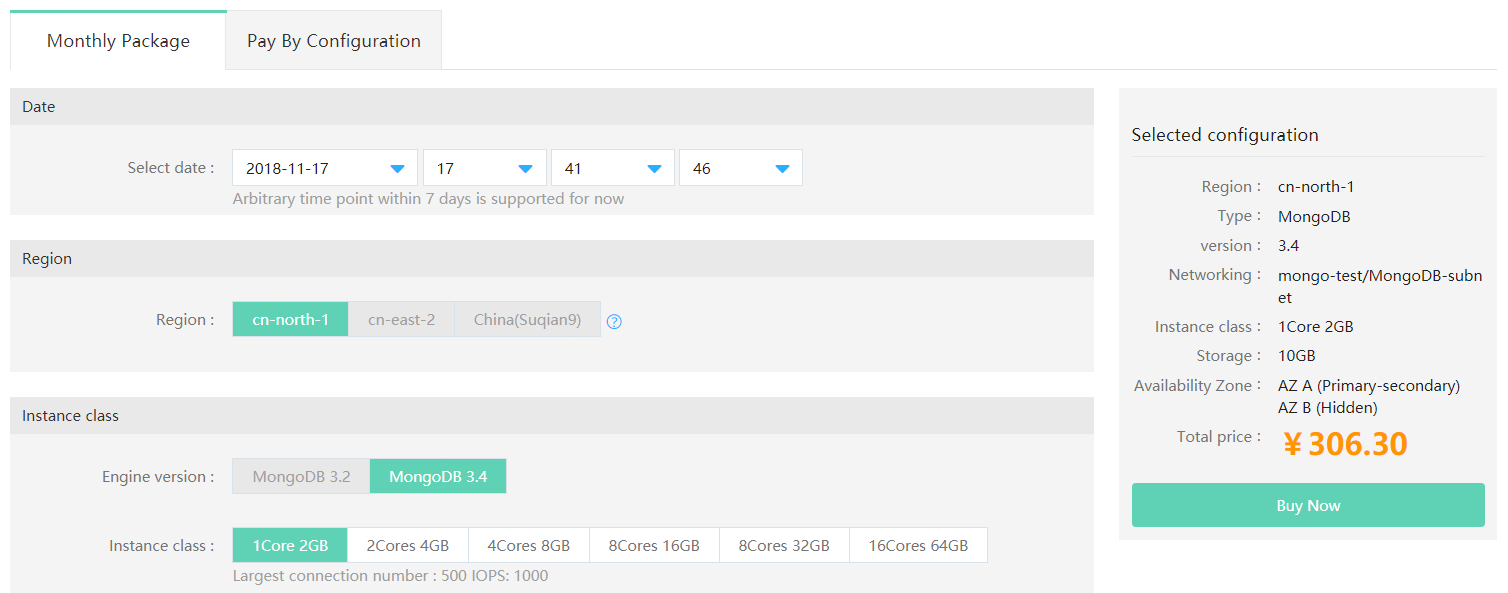 Monthly Package
Pay By Configuration
Date
Select date :
2018-11-17
17
41
46
Arbitrary time point within 7 days is supported for now
Region
Region :
cn-north-1
cn-east-2
China(Suqian9)
?
Instance class
Engine version :
MongoDB 3.2
MongoDB 3.4
Instance class :
1Core 2GB
2Cores 4GB
4Cores 8GB
8Cores 16GB
8Cores 32GB
16Cores 64GB
Largest connection number : 500 IOPS: 1000
Selected configuration
Region : cn-north-1
Type : MongoDB
version : 3.4
Networking : mongo-test/MongoDB-subn
et
Instance class : 1Core 2GB
Storage : 10GB
Availability Zone : AZ A (Primary-secondary)
AZ B (Hidden)
Total price : ¥306.30
Buy Now